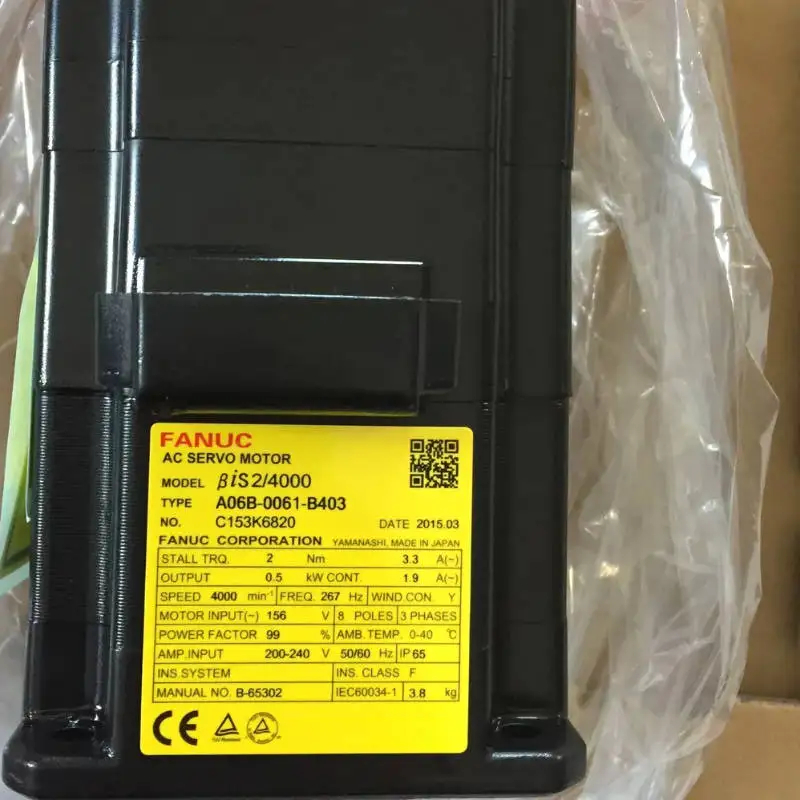 FANUC
AC SERVO MOTOR
MODEL βiS2/4000
TYPE A06B-0061-B403
NO. C153K6820 DATE 2015.03
FANUC CORPORATION YAMANASHI, MADE IN JAPAN
STALL TRQ. 2 Nm 3.3 A(~)
OUTPUT 0.5 kW CONT. 1.9 A(~)
SPEED 4000 min-1 FREQ. 267 Hz WIND.CON. Y
MOTOR INPUT(~) 156 V 8 POLES 3 PHASES
POWER FACTOR 99 % AMB.TEMP. 0-40 ℃
AMP.INPUT 200-240 V 50/60 Hz IP 65
INS.SYSTEM INS. CLASS F
MANUAL NO. B-65302 IEC60034-1 3.8 kg
CE